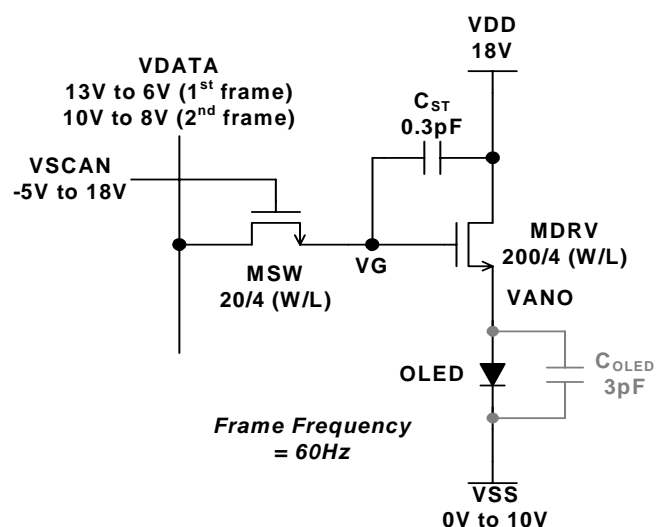 VDD
18V
VDATA
13V to 6V (1st frame)
10V to 8V (2nd frame)
CST
0.3pF
VSCAN
-5V to 18V
MDRV
200/4 (W/L)
VG
MSW
20/4 (W/L)
VANO
OLED
COLED
3pF
Frame Frequency
= 60Hz
VSS
0V to 10V